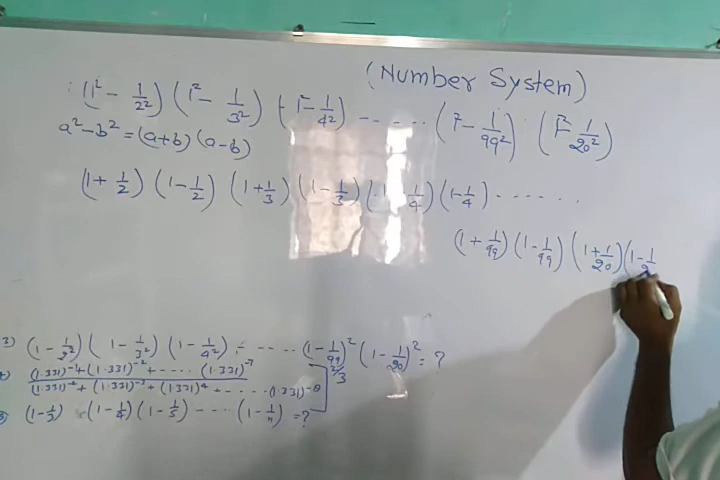 (Number System)
(1² - 1/2²) (1² - 1/3²) (1² - 1/4²) ------ (1² - 1/99²) (1² - 1/20²)
a² - b² = (a+b) (a-b)
(1 + 1/2) (1 - 1/2) (1 + 1/3) (1 - 1/3) (1 + 1/4) (1 - 1/4) -------
(1 + 1/99) (1 - 1/99) (1 + 1/20) (1 - 1/2
3) (1 - 1/2²) (1 - 1/3²) (1 - 1/4²) ------ (1 - 1/99)² (1 - 1/20)² = ?
(1.331)⁻¹ + (1.331)⁻² + ------ (1.331)⁻⁷
2/3
(1.331)⁻² + (1.331)⁻³ + (1.331)⁴ + ------ (1.331)⁻⁸
(1 - 1/3) (1 - 1/4) (1 - 1/5) ------ (1 - 1/n) = ?